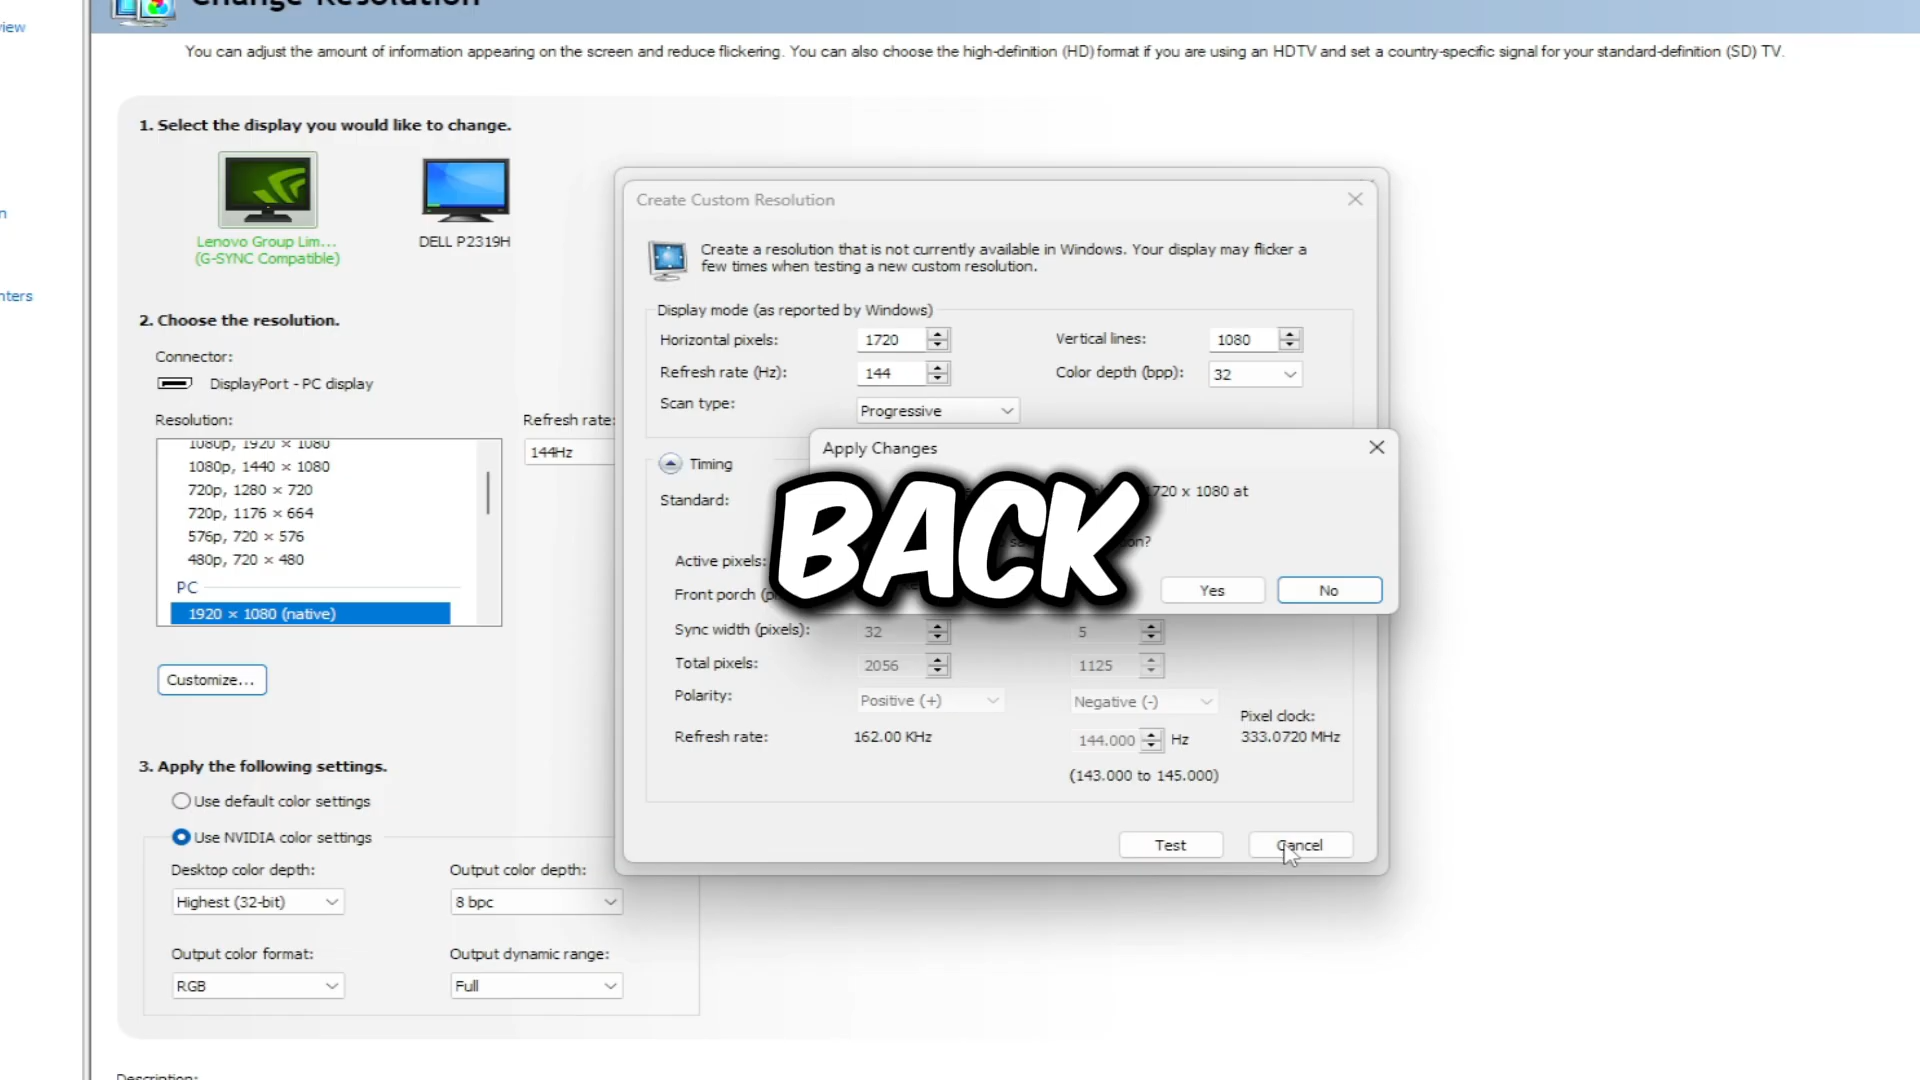 Change Resolution
view
You can adjust the amount of information appearing on the screen and reduce flickering. You can also choose the high-definition (HD) format if you are using an HDTV and set a country-specific signal for your standard-definition (SD) TV.
1. Select the display you would like to change.
Lenovo Group Lim...
(G-SYNC Compatible)
DELL P2319H
2. Choose the resolution.
Connector:
DisplayPort - PC display
Resolution:
Refresh rate:
1080p, 1920 × 1080
144Hz
1080p, 1440 × 1080
720p, 1280 × 720
720p, 1176 × 664
576p, 720 × 576
480p, 720 × 480
PC
1920 × 1080 (native)
Customize...
3. Apply the following settings.
Use default color settings
Use NVIDIA color settings
Desktop color depth:
Output color depth:
Highest (32-bit)
8 bpc
Output color format:
Output dynamic range:
RGB
Full
Description:
Create Custom Resolution
Create a resolution that is not currently available in Windows. Your display may flicker a
few times when testing a new custom resolution.
Display mode (as reported by Windows)
Horizontal pixels:
1720
Vertical lines:
1080
Refresh rate (Hz):
144
Color depth (bpp):
32
Scan type:
Progressive
Timing
Standard:
Active pixels:
Front porch
Sync width (pixels):
32
5
Total pixels:
2056
1125
Polarity:
Positive (+)
Negative (-)
Refresh rate:
162.00 KHz
144.000
Hz
(143.000 to 145.000)
Pixel clock:
333.0720 MHz
Test
Cancel
Apply Changes
1720 x 1080 at
Yes
No
BACK